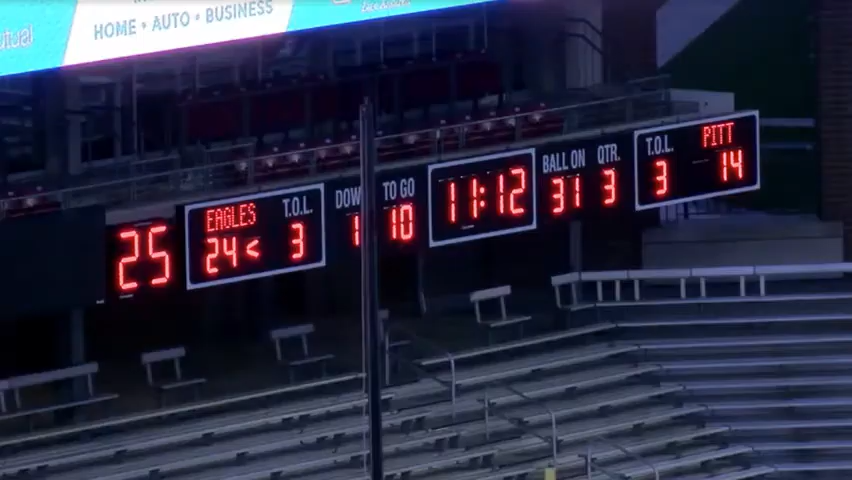 HOME • AUTO • BUSINESS
25
EAGLES T.O.L.
24< 3
DOWN TO GO
1 10
11:12
BALL ON QTR.
31 3
T.O.L. PITT
3 14